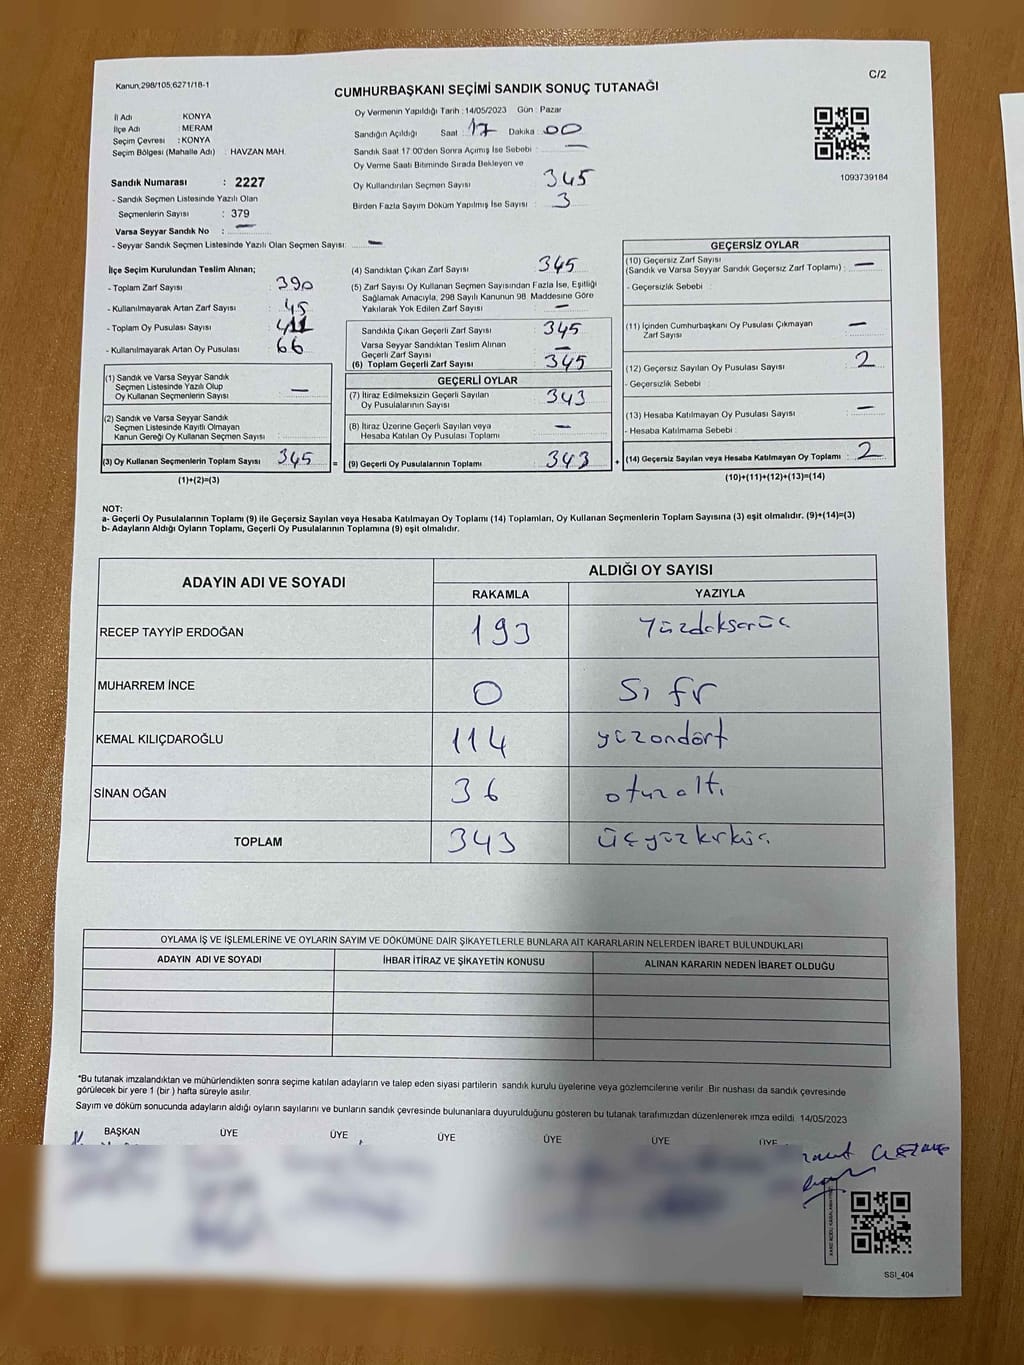 Kanun;298/105;6271/18-1
C/2
CUMHURBAŞKANI SEÇİMİ SANDIK SONUÇ TUTANAĞI
İl Adı KONYA
İlçe Adı : MERAM
Seçim Çevresi : KONYA
Seçim Bölgesi (Mahalle Adı) : HAVZAN MAH.
Sandık Numarası : 2227
- Sandık Seçmen Listesinde Yazılı Olan
Seçmenlerin Sayısı : 379
Varsa Seyyar Sandık No : —
- Seyyar Sandık Seçmen Listesinde Yazılı Olan Seçmen Sayısı: —
Oy Vermenin Yapıldığı Tarih : 14/05/2023 Gün : Pazar
Sandığın Açıldığı Saat : 17 Dakika : 00
Sandık Saat 17:00'den Sonra Açımış İse Sebebi : —
Oy Verme Saati Bitiminde Sırada Bekleyen ve
Oy Kullandırılan Seçmen Sayısı 345
Birden Fazla Sayım Döküm Yapılmış İse Sayısı : 3
1093739184
İlçe Seçim Kurulundan Teslim Alınan;
- Toplam Zarf Sayısı : 390
- Kullanılmayarak Artan Zarf Sayısı : 45
- Toplam Oy Pusulası Sayısı : 411
- Kullanılmayarak Artan Oy Pusulası : 66
(1) Sandık ve Varsa Seyyar Sandık
Seçmen Listesinde Yazılı Olup
Oy Kullanan Seçmenlerin Sayısı : —
(2) Sandık ve Varsa Seyyar Sandık
Seçmen Listesinde Kayıtlı Olmayan
Kanun Gereği Oy Kullanan Seçmen Sayısı :
(3) Oy Kullanan Seçmenlerin Toplam Sayısı : 345
(1)+(2)=(3)
(4) Sandıktan Çıkan Zarf Sayısı : 345
(5) Zarf Sayısı Oy Kullanan Seçmen Sayısından Fazla İse, Eşitliği
Sağlamak Amacıyla, 298 Sayılı Kanunun 98. Maddesine Göre
Yakılarak Yok Edilen Zarf Sayısı : —
Sandıkla Çıkan Geçerli Zarf Sayısı : 345
Varsa Seyyar Sandıktan Teslim Alınan
Geçerli Zarf Sayısı : —
(6) Toplam Geçerli Zarf Sayısı : 345
GEÇERLİ OYLAR
(7) İtiraz Edilmeksizin Geçerli Sayılan
Oy Pusulalarının Sayısı : 343
(8) İtiraz Üzerine Geçerli Sayılan veya
Hesaba Katılan Oy Pusulası Toplamı : —
= (9) Geçerli Oy Pusulalarının Toplamı : 343
GEÇERSİZ OYLAR
(10) Geçersiz Zarf Sayısı
(Sandık ve Varsa Seyyar Sandık Geçersiz Zarf Toplamı) : —
- Geçersizlik Sebebi :
(11) İçinden Cumhurbaşkanı Oy Pusulası Çıkmayan
Zarf Sayısı : —
(12) Geçersiz Sayılan Oy Pusulası Sayısı : 2
- Geçersizlik Sebebi :
(13) Hesaba Katılmayan Oy Pusulası Sayısı : —
- Hesaba Katılmama Sebebi :
+ (14) Geçersiz Sayılan veya Hesaba Katılmayan Oy Toplamı : 2
(10)+(11)+(12)+(13)=(14)
NOT:
a- Geçerli Oy Pusulalarının Toplamı (9) ile Geçersiz Sayılan veya Hesaba Katılmayan Oy Toplamı (14) Toplamları, Oy Kullanan Seçmenlerin Toplam Sayısına (3) eşit olmalıdır. (9)+(14)=(3)
b- Adayların Aldığı Oyların Toplamı, Geçerli Oy Pusulalarının Toplamına (9) eşit olmalıdır.
ADAYIN ADI VE SOYADI ALDIĞI OY SAYISI
RAKAMLA YAZIYLA
RECEP TAYYİP ERDOĞAN 193 Yüzdoksanüç
MUHARREM İNCE 0 Sıfır
KEMAL KILIÇDAROĞLU 114 yüzondört
SİNAN OĞAN 36 otuzaltı
TOPLAM 343 üçyüzkırküç
OYLAMA İŞ VE İŞLEMLERİNE VE OYLARIN SAYIM VE DÖKÜMÜNE DAİR ŞİKAYETLERLE BUNLARA AİT KARARLARIN NELERDEN İBARET BULUNDUKLARI
ADAYIN ADI VE SOYADI İHBAR İTİRAZ VE ŞİKAYETİN KONUSU ALINAN KARARIN NEDEN İBARET OLDUĞU
*Bu tutanak imzalandıktan ve mühürlendikten sonra seçime katılan adayların ve talep eden siyasi partilerin sandık kurulu üyelerine veya gözlemcilerine verilir. Bir nushası da sandık çevresinde
görülecek bir yere 1 (bir ) hafta süreyle asılır.
Sayım ve döküm sonucunda adayların aldığı oyların sayılarını ve bunların sandık çevresinde bulunanlara duyurulduğunu gösteren bu tutanak tarafımızdan düzenlenerek imza edildi. 14/05/2023
BAŞKAN ÜYE ÜYE ÜYE ÜYE ÜYE ÜYE
SSI_404